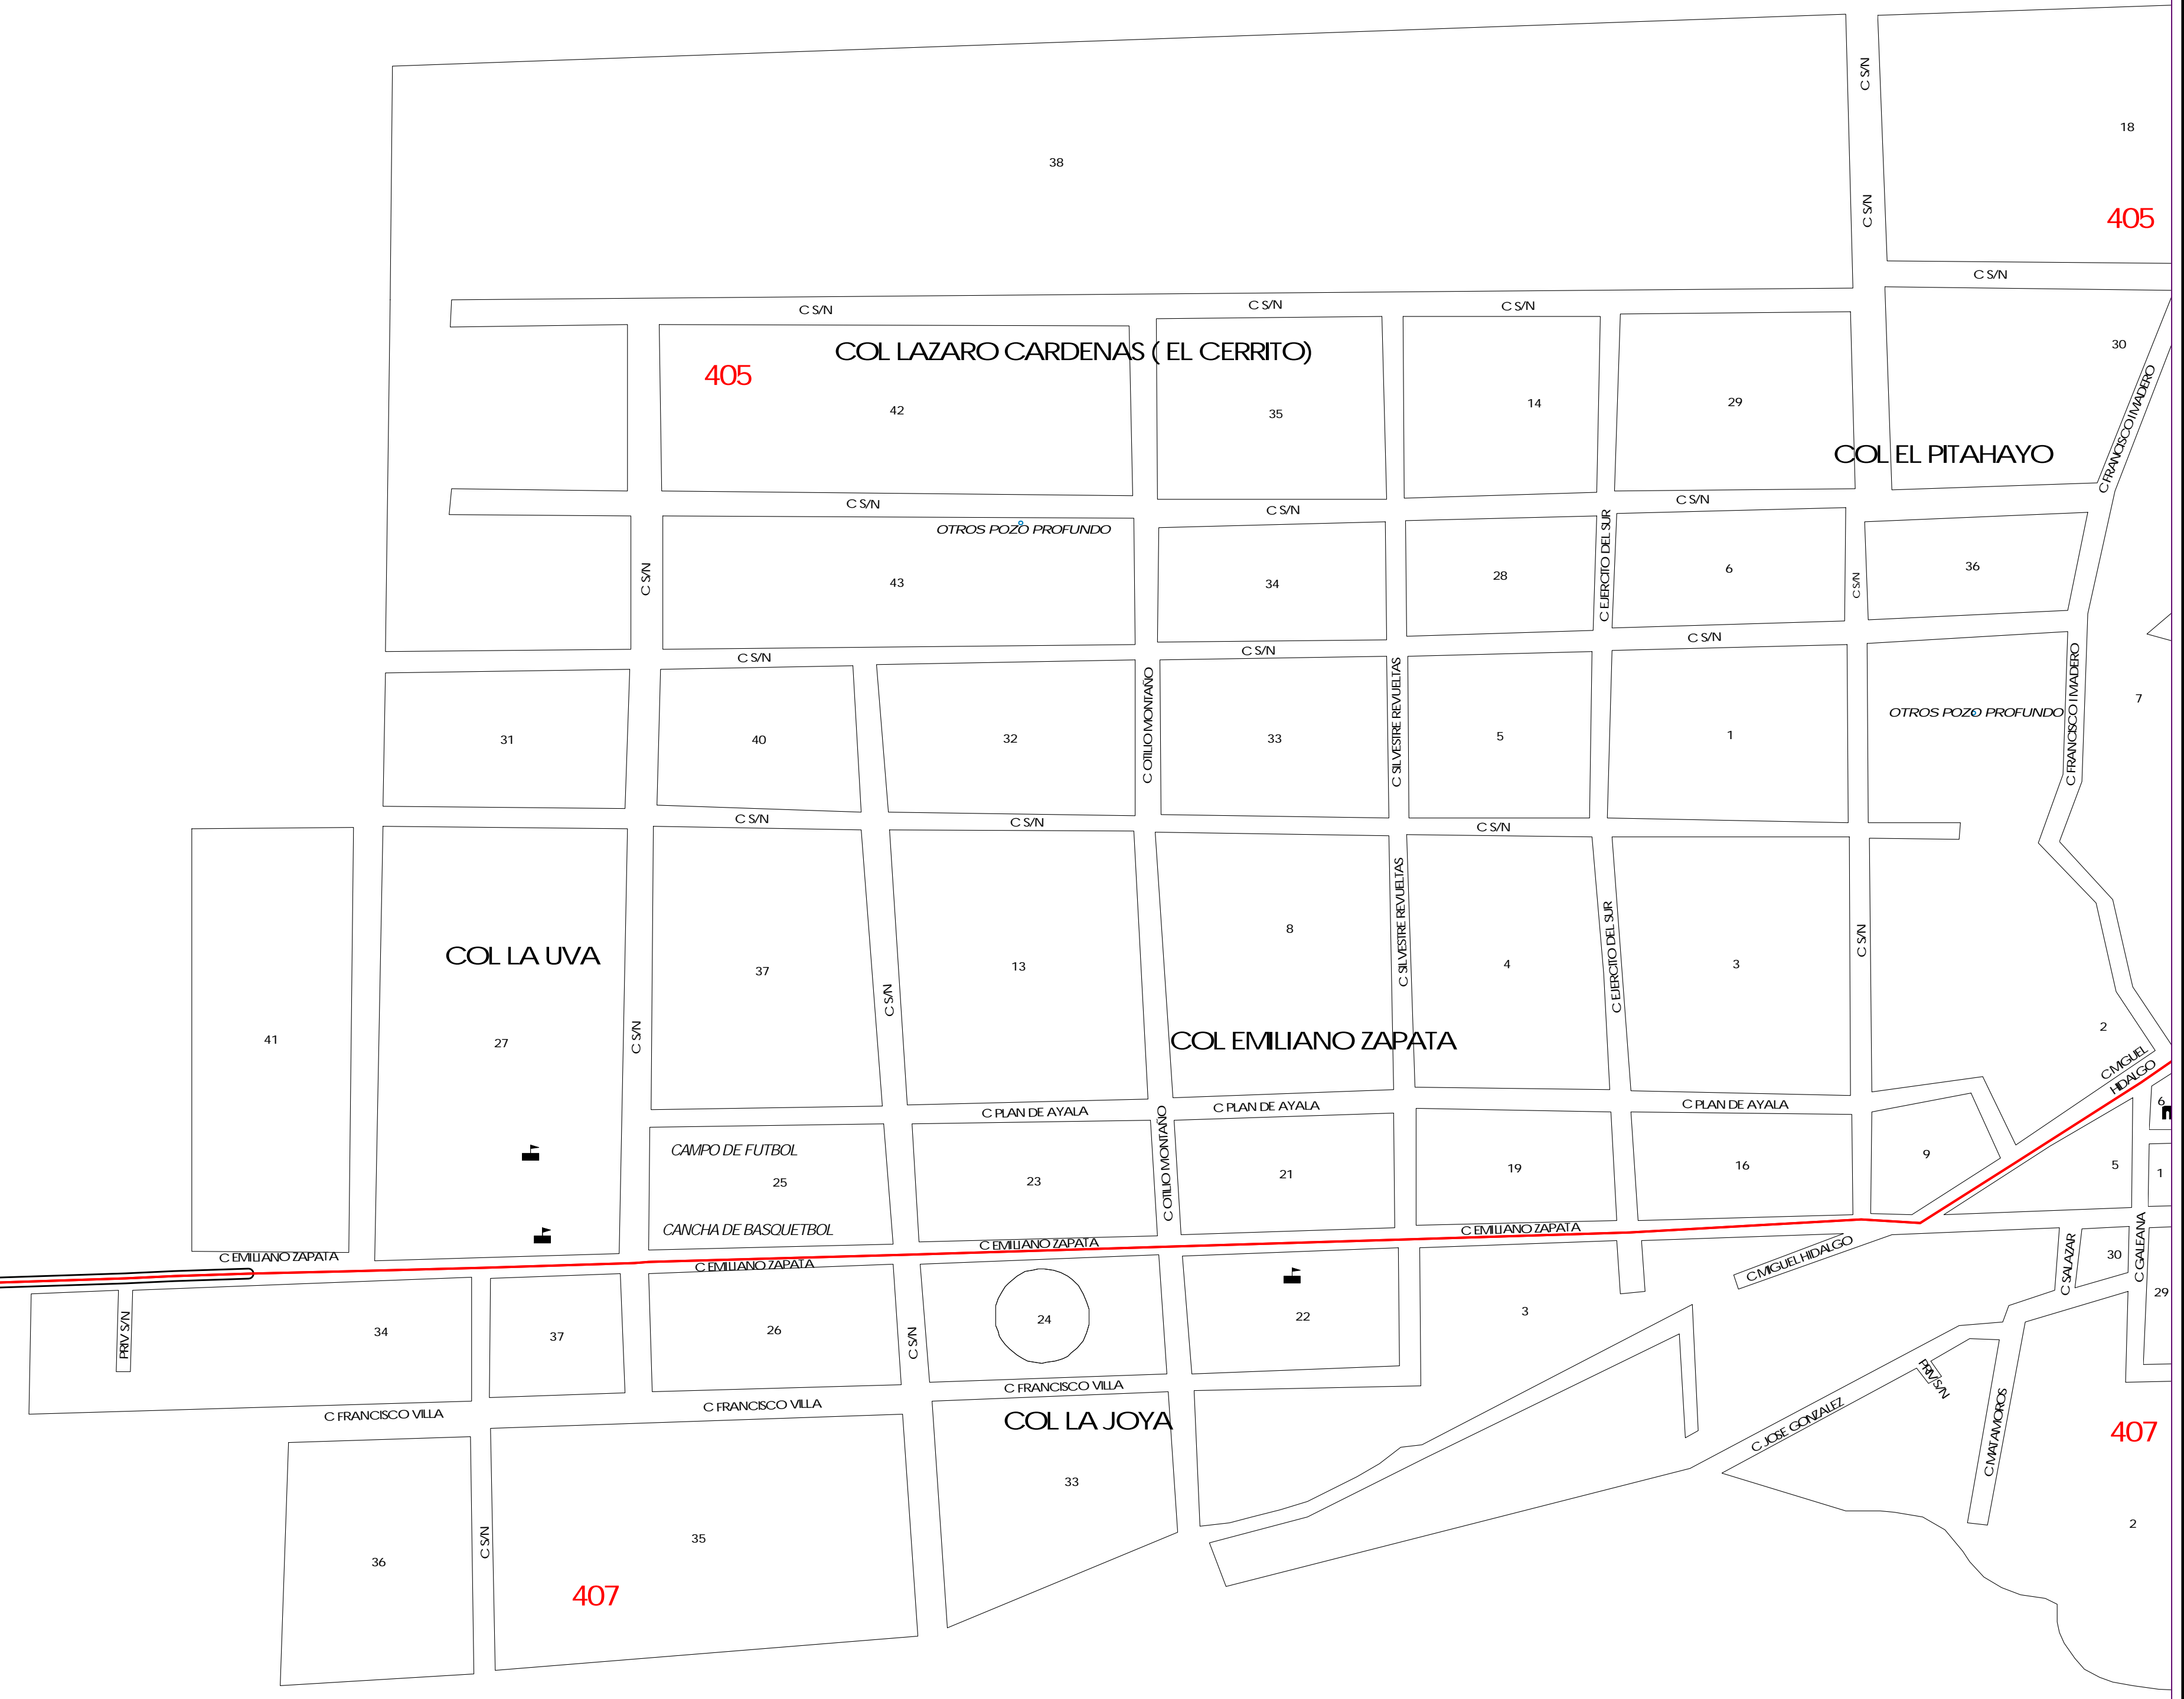 C S/N
18
38
C S/N
405
C S/N
C S/N
C S/N
C S/N
30
COL LAZARO CARDENAS ( EL CERRITO)
405
C FRANCISCO I MADERO
42
35
14
29
COL EL PITAHAYO
C S/N
C S/N
C S/N
OTROS POZO PROFUNDO
C EJERCITO DEL SUR
C S/N
43
34
28
6
C S/N
36
C S/N
C S/N
C S/N
C OTILIO MONTAÑO
C SILVESTRE REVUELTAS
C FRANCISCO I MADERO
7
OTROS POZO PROFUNDO
31
40
32
33
5
1
C S/N
C S/N
C S/N
C SILVESTRE REVUELTAS
8
COL LA UVA
C EJERCITO DEL SUR
C S/N
37
13
4
3
C S/N
41
27
C S/N
COL EMILIANO ZAPATA
2
C MIGUEL
HIDALGO
C PLAN DE AYALA
C PLAN DE AYALA
C PLAN DE AYALA
6
CAMPO DE FUTBOL
C OTILIO MONTAÑO
25
23
21
19
16
9
5
1
CANCHA DE BASQUETBOL
C EMILIANO ZAPATA
C EMILIANO ZAPATA
C EMILIANO ZAPATA
C EMILIANO ZAPATA
C MIGUEL HIDALGO
C SALAZAR
30
C GALEANA
29
PRIV S/N
34
37
26
C S/N
24
22
3
C FRANCISCO VILLA
C FRANCISCO VILLA
C FRANCISCO VILLA
PRIV S/N
COL LA JOYA
C JOSE GONZALEZ
C MATAMOROS
407
33
C S/N
36
35
2
407